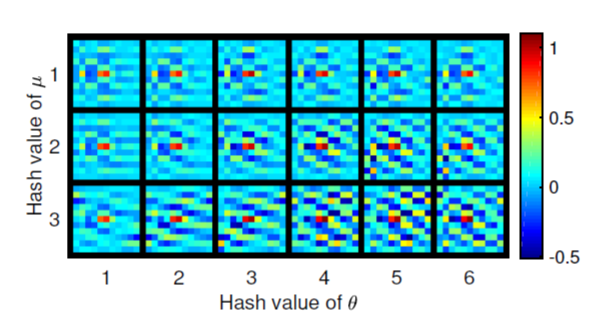 Hash value of μ
1
2
3
1 2 3 4 5 6
Hash value of θ
1
0.5
0
-0.5